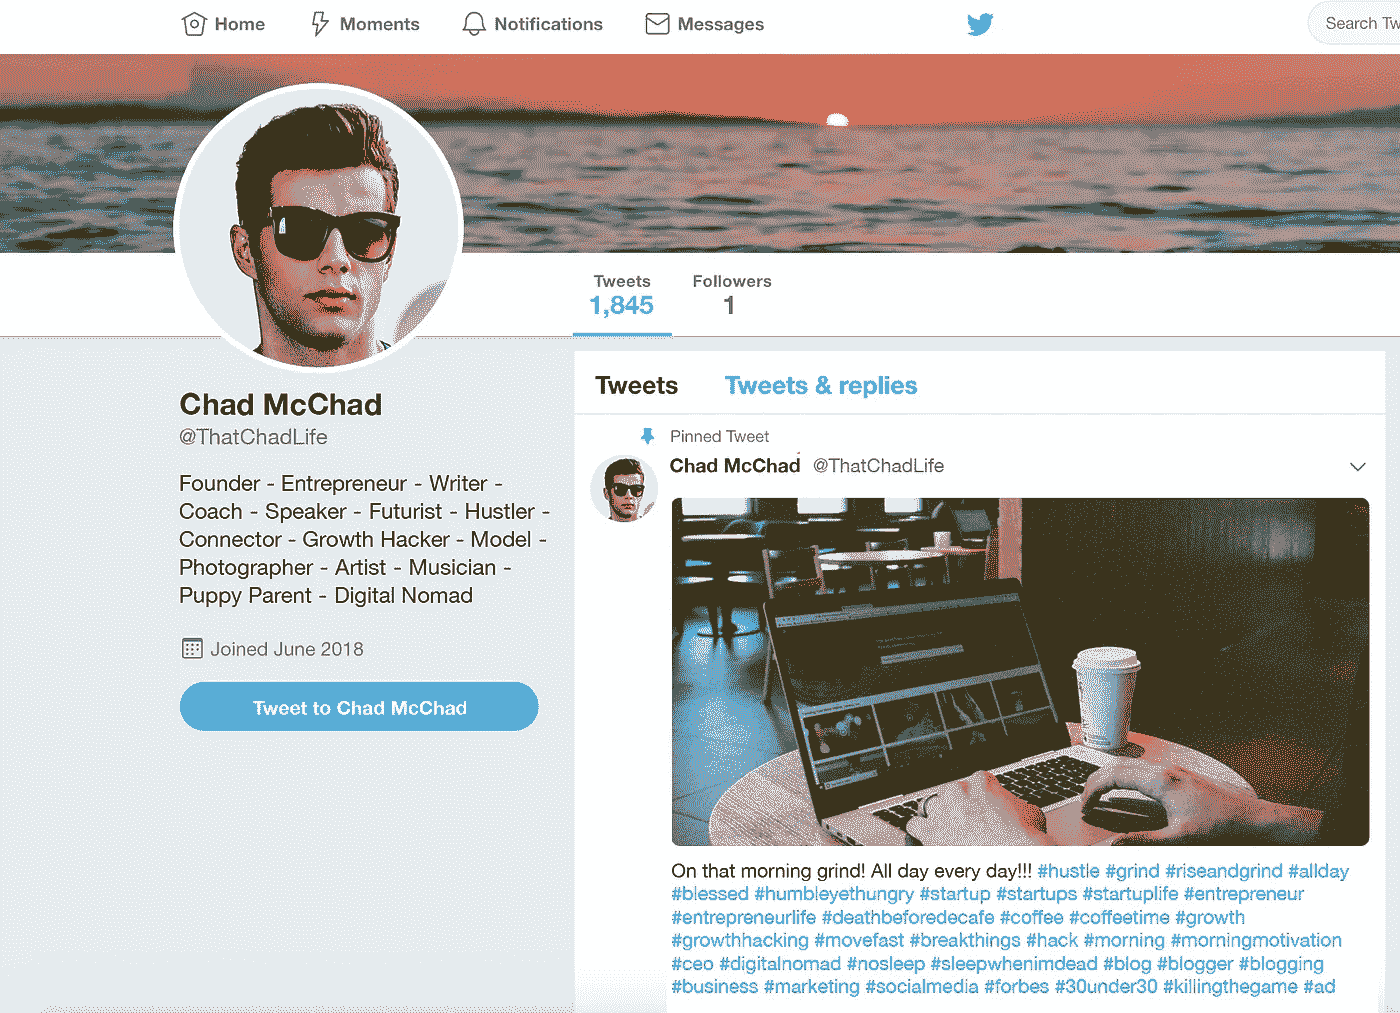 Home Moments Notifications Messages Search Tw
Tweets Followers
1,845 1
Chad McChad
@ThatChadLife
Founder - Entrepreneur - Writer -
Coach - Speaker - Futurist - Hustler -
Connector - Growth Hacker - Model -
Photographer - Artist - Musician -
Puppy Parent - Digital Nomad
Joined June 2018
Tweet to Chad McChad
Tweets Tweets & replies
Pinned Tweet
Chad McChad @ThatChadLife
On that morning grind! All day every day!!! #hustle #grind #riseandgrind #allday
#blessed #humbleyethungry #startup #startups #startuplife #entrepreneur
#entrepreneurlife #deathbeforedecafe #coffee #coffeetime #growth
#growthhacking #movefast #breakthings #hack #morning #morningmotivation
#ceo #digitalnomad #nosleep #sleepwhenimdead #blog #blogger #blogging
#business #marketing #socialmedia #forbes #30under30 #killingthegame #ad